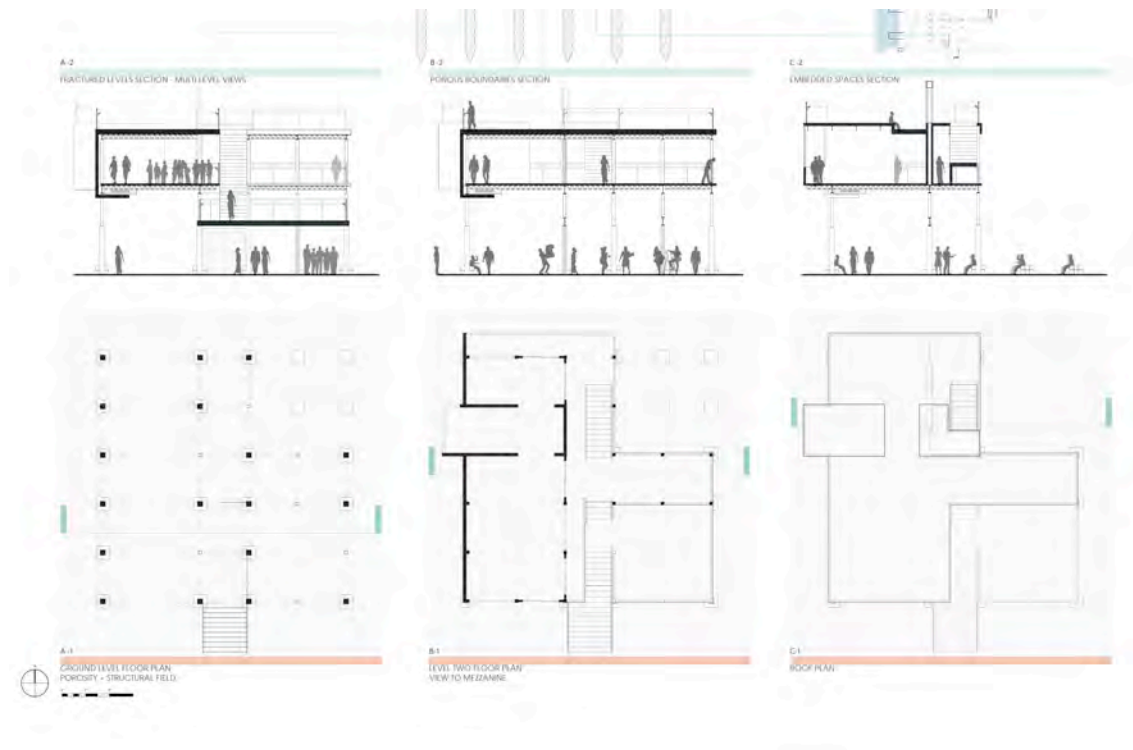 A-2
FRACTURED LEVELS SECTION - MULTI LEVEL VIEWS
B-2
POROUS BOUNDARIES SECTION
C-2
EMBEDDED SPACES SECTION
A-1
GROUND LEVEL FLOOR PLAN
POROSITY + STRUCTURAL FIELD
B-1
LEVEL TWO FLOOR PLAN
VIEW TO MEZZANINE
C-1
ROOF PLAN